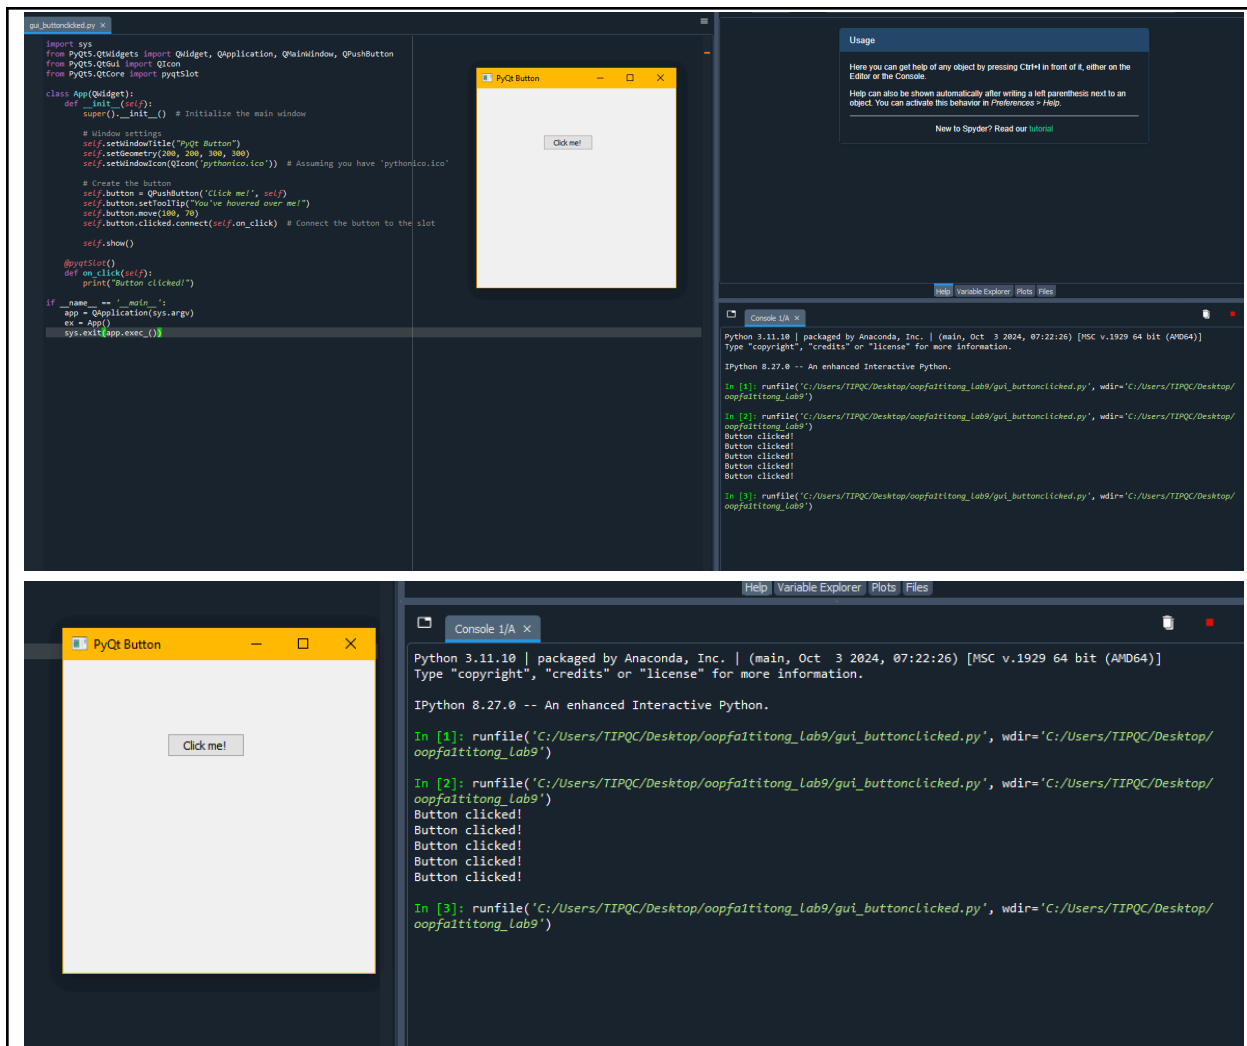 gui_buttonclicked.py ×
import sys
from PyQt5.QtWidgets import QWidget, QApplication, QMainWindow, QPushButton
from PyQt5.QtGui import QIcon
from PyQt5.QtCore import pyqtSlot
class App(QWidget):
def __init__(self):
super().__init__()  # Initialize the main window
# Window settings
self.setWindowTitle("PyQt Button")
self.setGeometry(200, 200, 300, 300)
self.setWindowIcon(QIcon('pythonico.ico'))  # Assuming you have 'pythonico.ico'
# Create the button
self.button = QPushButton('Click me!', self)
self.button.setToolTip("You've hovered over me!")
self.button.move(100, 70)
self.button.clicked.connect(self.on_click)  # Connect the button to the slot
self.show()
@pyqtSlot()
def on_click(self):
print("Button clicked!")
if __name__ == '__main__':
app = QApplication(sys.argv)
ex = App()
sys.exit(app.exec_())
PyQt Button
Click me!
Usage
Here you can get help of any object by pressing Ctrl+I in front of it, either on the
Editor or the Console.
Help can also be shown automatically after writing a left parenthesis next to an
object. You can activate this behavior in Preferences > Help.
New to Spyder? Read our tutorial
Help Variable Explorer Plots Files
Console 1/A ×
Python 3.11.10 | packaged by Anaconda, Inc. | (main, Oct  3 2024, 07:22:26) [MSC v.1929 64 bit (AMD64)]
Type "copyright", "credits" or "license" for more information.
IPython 8.27.0 -- An enhanced Interactive Python.
In [1]: runfile('C:/Users/TIPQC/Desktop/oopfa1titong_lab9/gui_buttonclicked.py', wdir='C:/Users/TIPQC/Desktop/
oopfa1titong_lab9')
In [2]: runfile('C:/Users/TIPQC/Desktop/oopfa1titong_lab9/gui_buttonclicked.py', wdir='C:/Users/TIPQC/Desktop/
oopfa1titong_lab9')
Button clicked!
Button clicked!
Button clicked!
Button clicked!
Button clicked!
In [3]: runfile('C:/Users/TIPQC/Desktop/oopfa1titong_lab9/gui_buttonclicked.py', wdir='C:/Users/TIPQC/Desktop/
oopfa1titong_lab9')
PyQt Button
Click me!
Help Variable Explorer Plots Files
Console 1/A ×
Python 3.11.10 | packaged by Anaconda, Inc. | (main, Oct  3 2024, 07:22:26) [MSC v.1929 64 bit (AMD64)]
Type "copyright", "credits" or "license" for more information.
IPython 8.27.0 -- An enhanced Interactive Python.
In [1]: runfile('C:/Users/TIPQC/Desktop/oopfa1titong_lab9/gui_buttonclicked.py', wdir='C:/Users/TIPQC/Desktop/
oopfa1titong_lab9')
In [2]: runfile('C:/Users/TIPQC/Desktop/oopfa1titong_lab9/gui_buttonclicked.py', wdir='C:/Users/TIPQC/Desktop/
oopfa1titong_lab9')
Button clicked!
Button clicked!
Button clicked!
Button clicked!
Button clicked!
In [3]: runfile('C:/Users/TIPQC/Desktop/oopfa1titong_lab9/gui_buttonclicked.py', wdir='C:/Users/TIPQC/Desktop/
oopfa1titong_lab9')